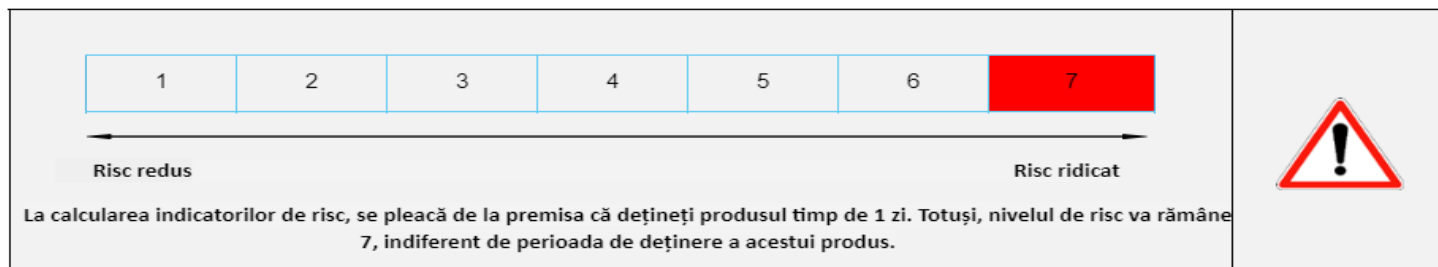 1 2 3 4 5 6 7
Risc redus Risc ridicat
La calcularea indicatorilor de risc, se pleacă de la premisa că dețineți produsul timp de 1 zi. Totuși, nivelul de risc va rămâne
7, indiferent de perioada de deținere a acestui produs.